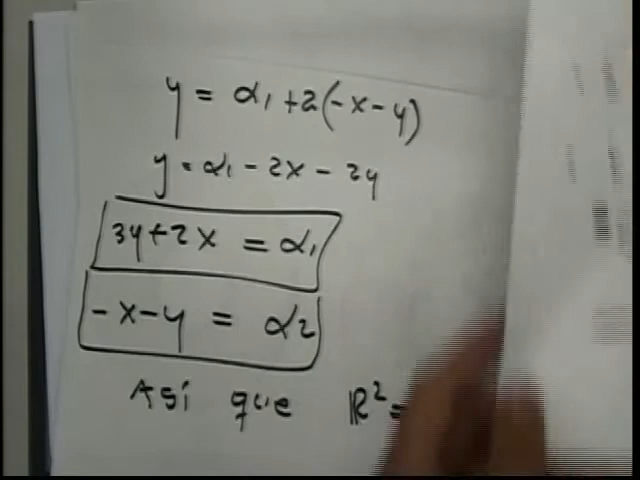 y = α₁ + 2(-x-y)
y = α₁ - 2x - 2y
3y+2x = α₁
-x-y = α₂
Así que ℝ² =